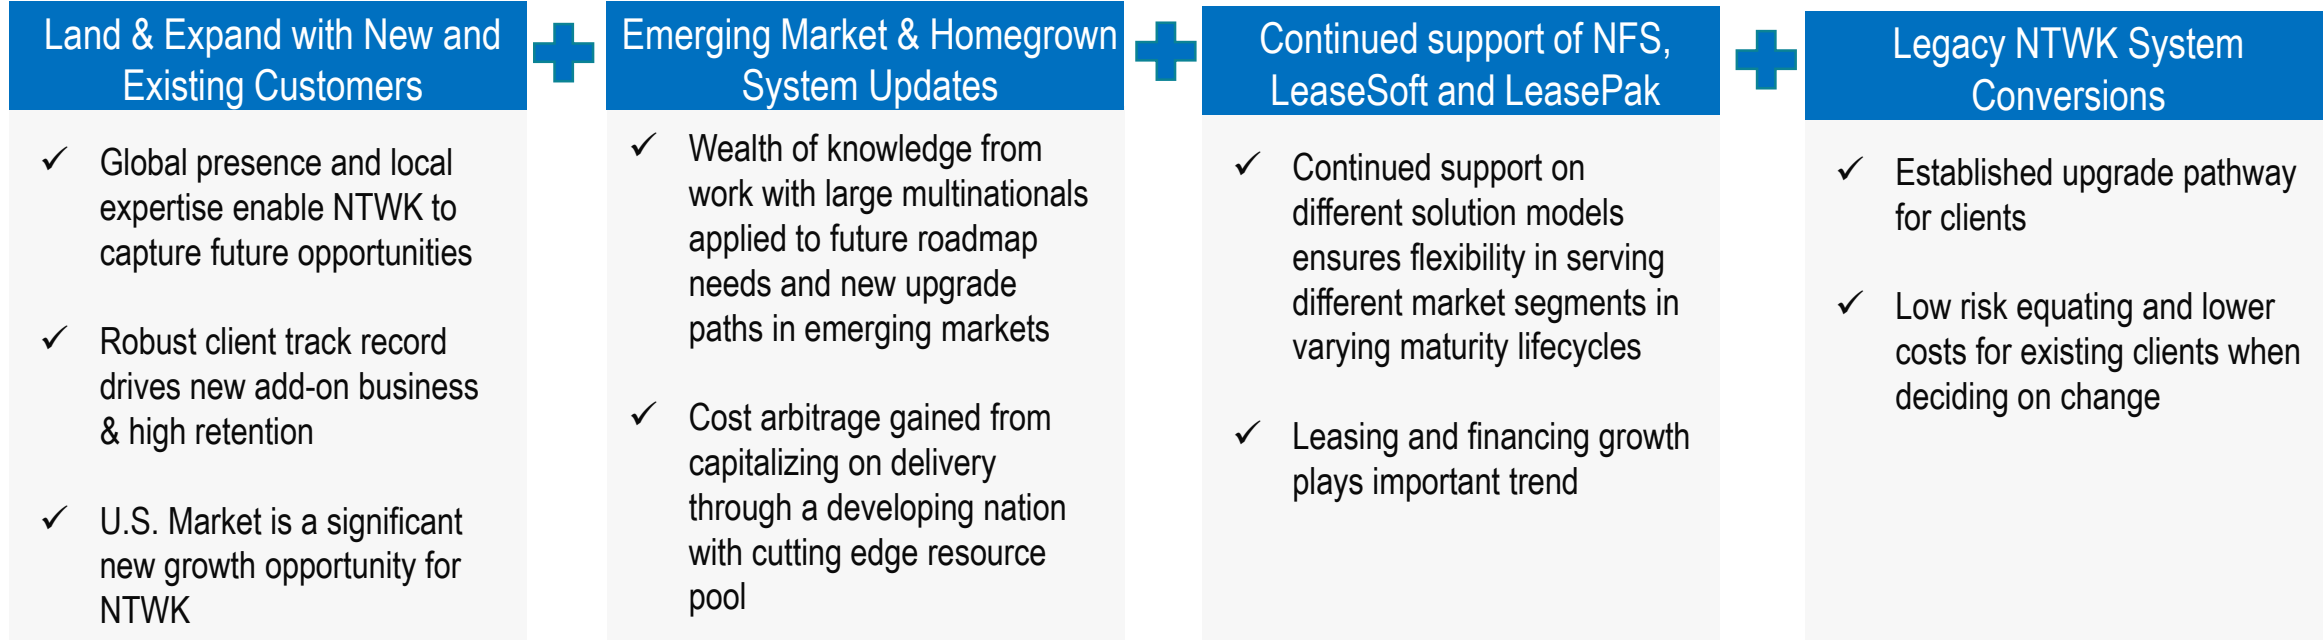 Land & Expand with New and
Existing Customers
✓ Global presence and local
expertise enable NTWK to
capture future opportunities
✓ Robust client track record
drives new add-on business
& high retention
✓ U.S. Market is a significant
new growth opportunity for
NTWK
Emerging Market & Homegrown
System Updates
✓ Wealth of knowledge from
work with large multinationals
applied to future roadmap
needs and new upgrade
paths in emerging markets
✓ Cost arbitrage gained from
capitalizing on delivery
through a developing nation
with cutting edge resource
pool
Continued support of NFS,
LeaseSoft and LeasePak
✓ Continued support on
different solution models
ensures flexibility in serving
different market segments in
varying maturity lifecycles
✓ Leasing and financing growth
plays important trend
Legacy NTWK System
Conversions
✓ Established upgrade pathway
for clients
✓ Low risk equating and lower
costs for existing clients when
deciding on change